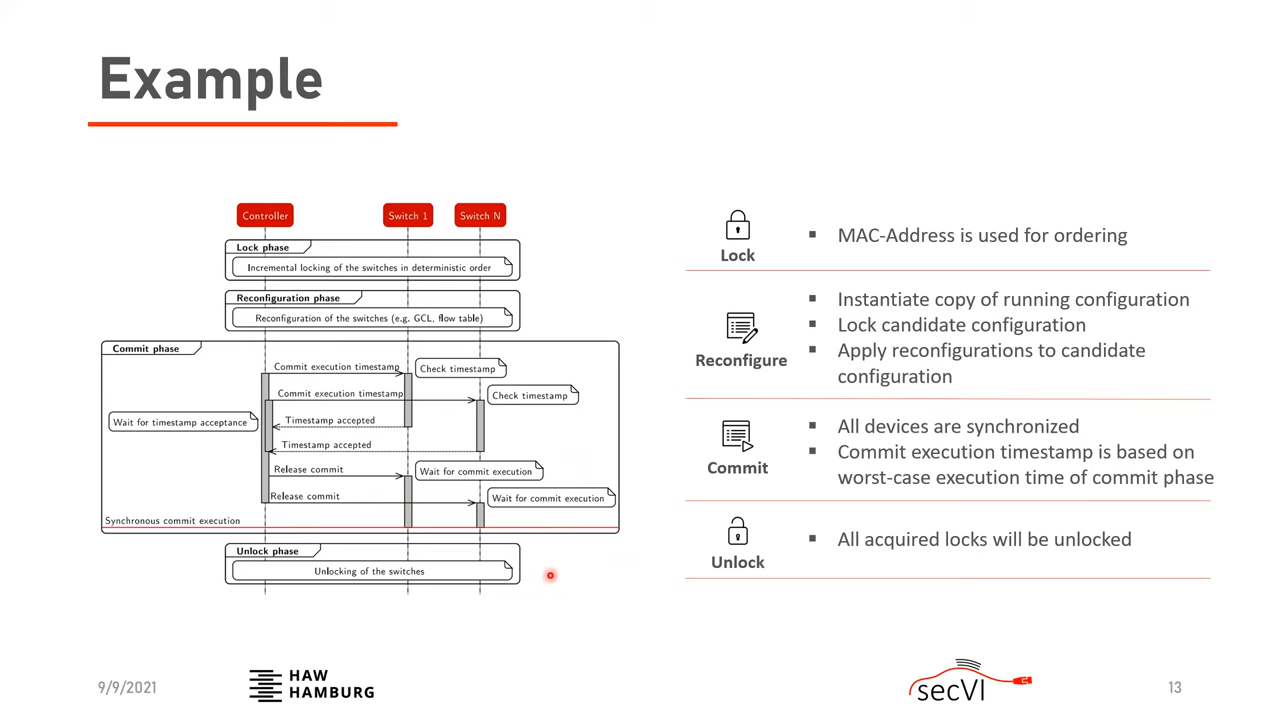 Example
Controller
Switch 1
Switch N
Lock phase
Incremental locking of the switches in deterministic order
Reconfiguration phase
Reconfiguration of the switches (e.g. GCL, flow table)
Commit phase
Commit execution timestamp
Check timestamp
Commit execution timestamp
Check timestamp
Wait for timestamp acceptance
Timestamp accepted
Timestamp accepted
Release commit
Wait for commit execution
Release commit
Wait for commit execution
Synchronous commit execution
Unlock phase
Unlocking of the switches
Lock
▪ MAC-Address is used for ordering
Reconfigure
▪ Instantiate copy of running configuration
▪ Lock candidate configuration
▪ Apply reconfigurations to candidate
configuration
Commit
▪ All devices are synchronized
▪ Commit execution timestamp is based on
worst-case execution time of commit phase
Unlock
▪ All acquired locks will be unlocked
9/9/2021
HAW
HAMBURG
secVI
13